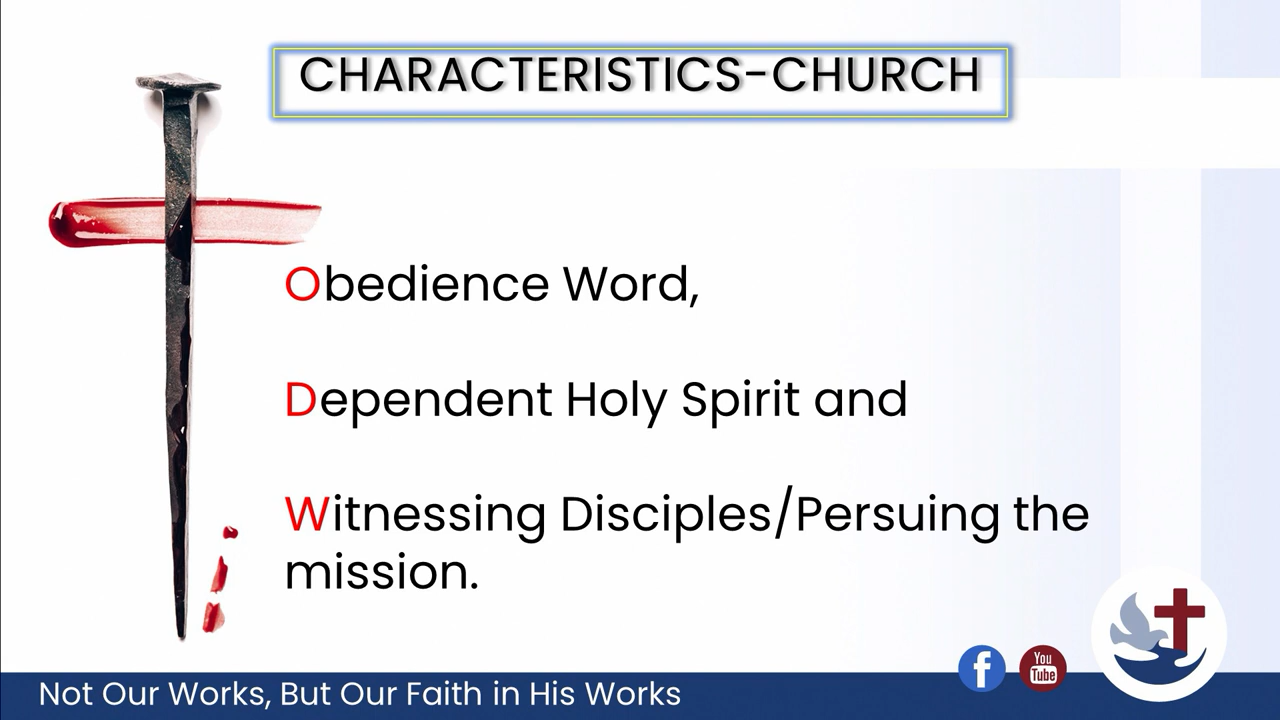 CHARACTERISTICS-CHURCH
Obedience Word,
Dependent Holy Spirit and
Witnessing Disciples/Persuing the
mission.
Not Our Works, But Our Faith in His Works
f
You
Tube